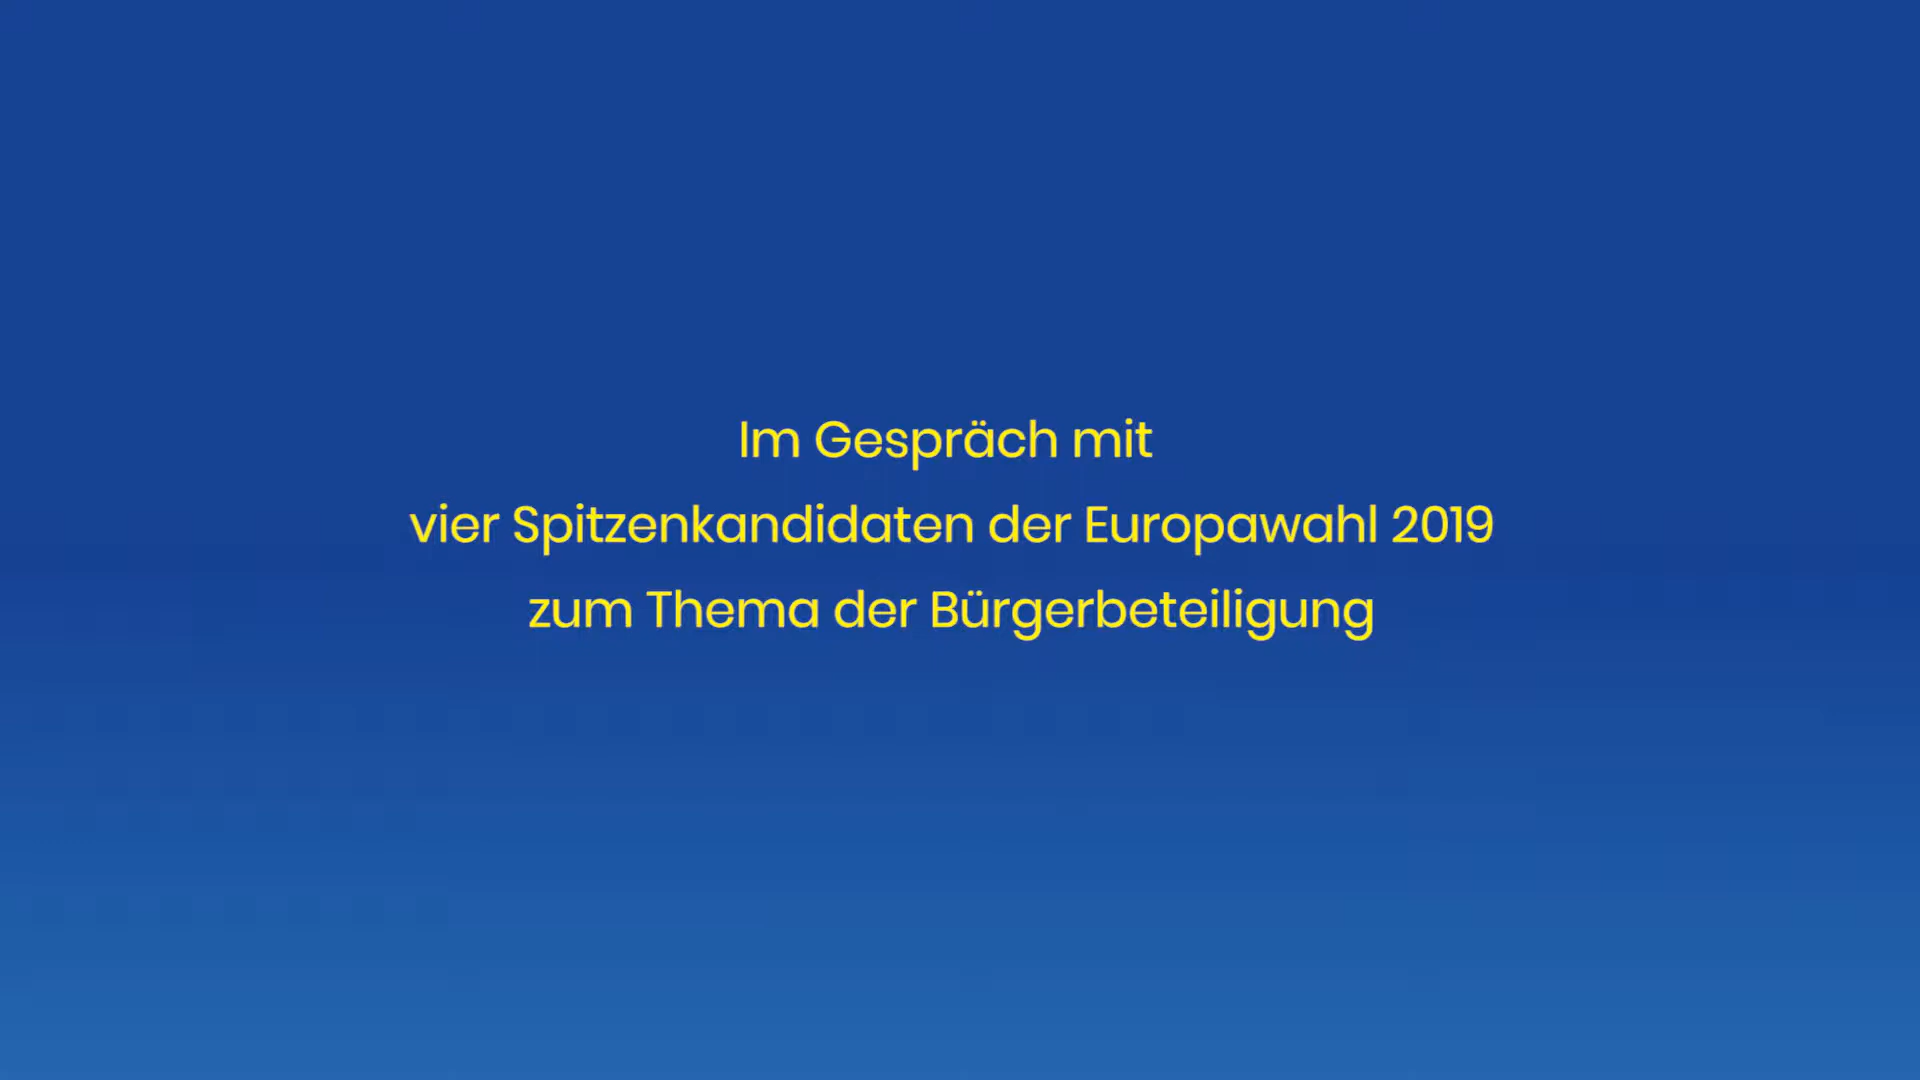 Im Gespräch mit
vier Spitzenkandidaten der Europawahl 2019
zum Thema der Bürgerbeteiligung